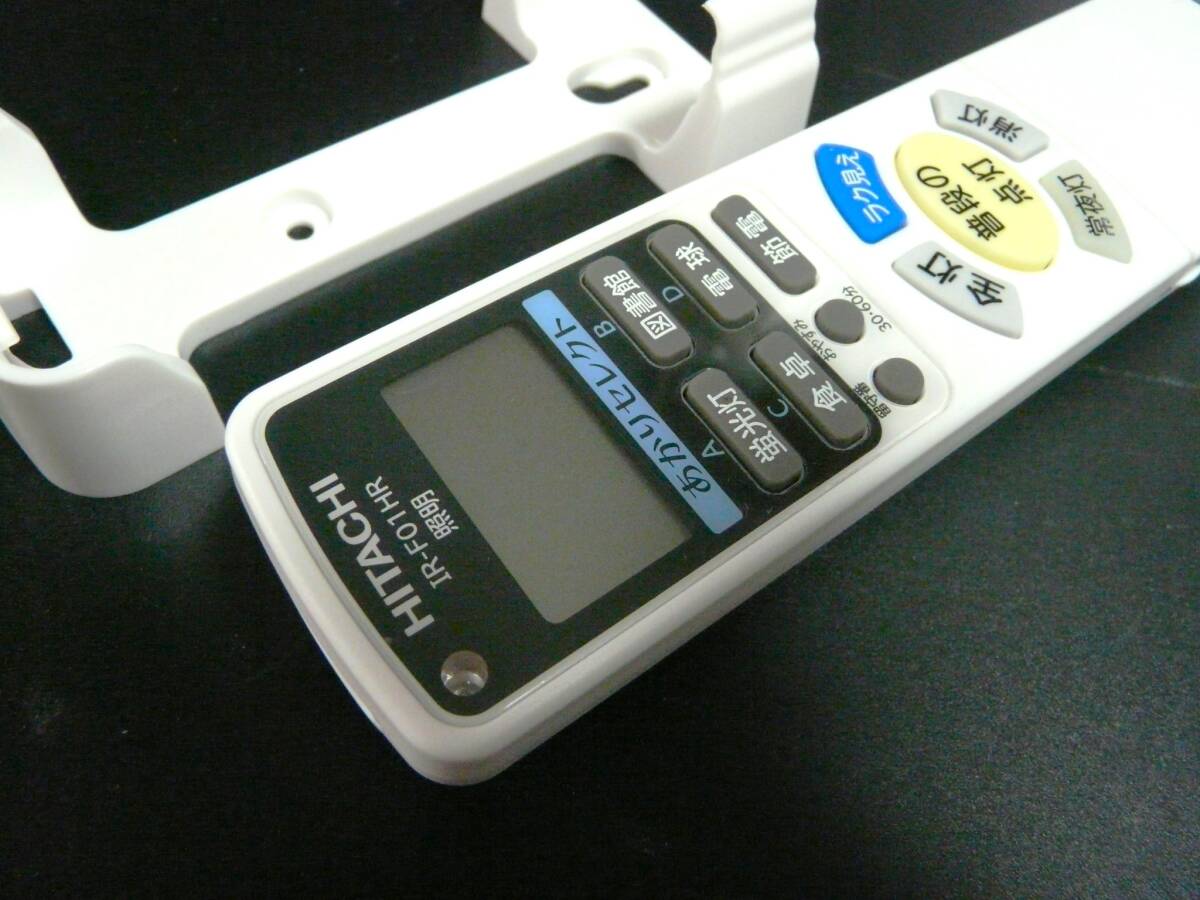 HITACHI
IR-F01HR
照明
あかりセレクト
A
蛍光灯
B
図書館
C
食卓
D
電球
節電
留守番
おやすみ
30・60分
全灯
ラク見え
普段の
点灯
常夜灯
消灯